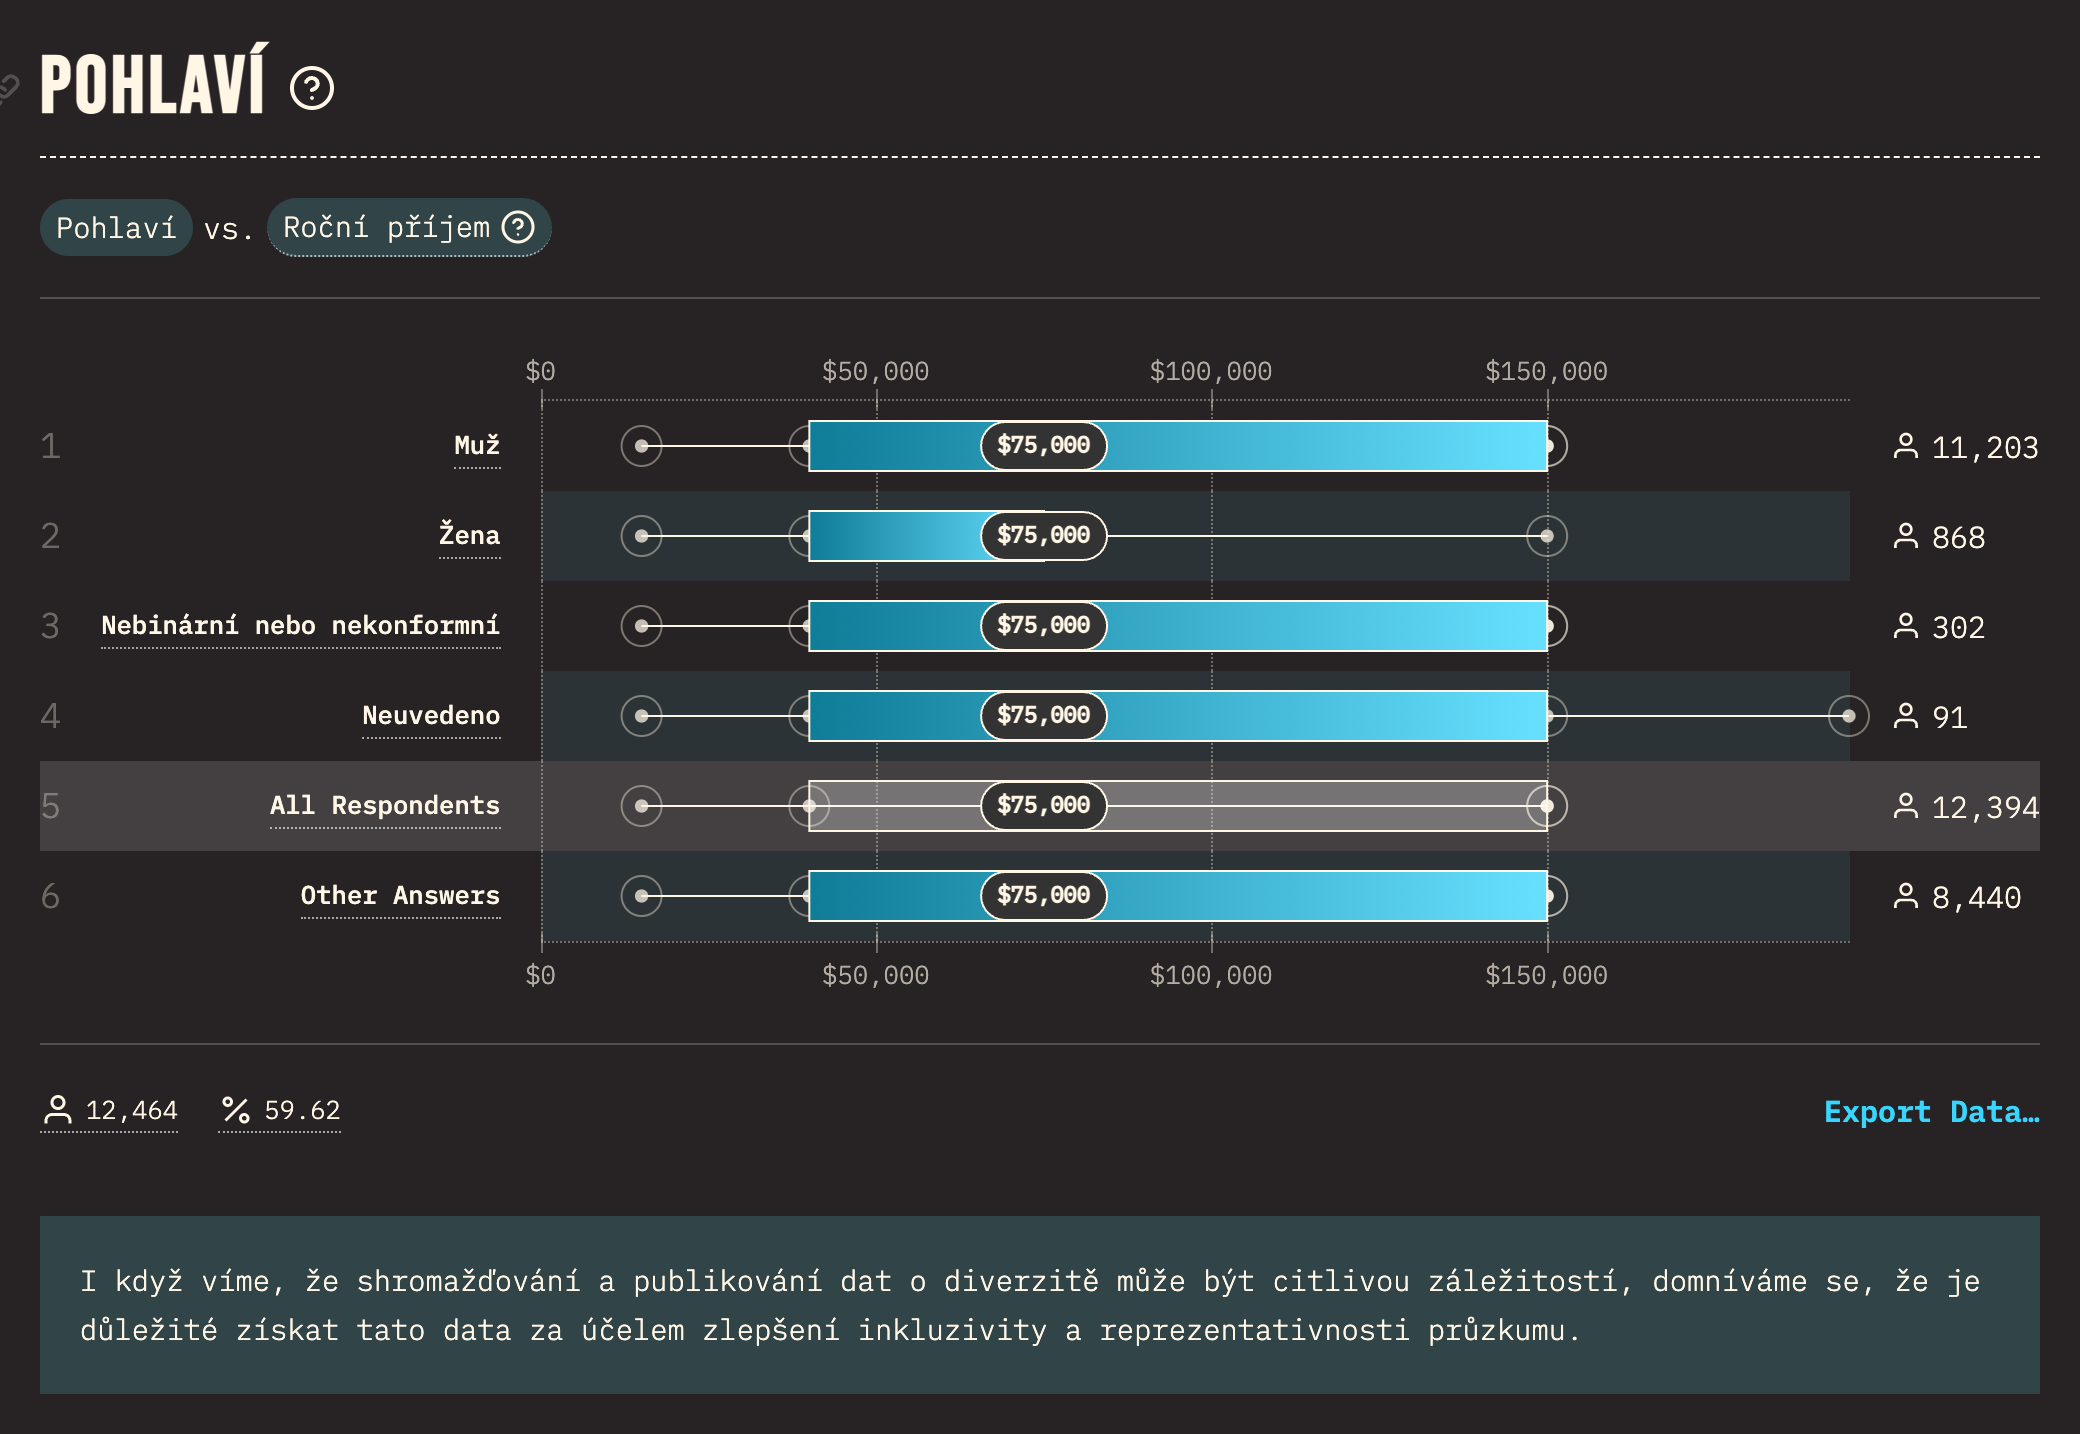 POHLAVÍ
Pohlaví vs. Roční příjem
$0 $50,000 $100,000 $150,000
1 Muž $75,000 11,203
2 Žena $75,000 868
3 Nebinární nebo nekonformní $75,000 302
4 Neuvedeno $75,000 91
5 All Respondents $75,000 12,394
6 Other Answers $75,000 8,440
$0 $50,000 $100,000 $150,000
12,464 % 59.62 Export Data…
I když víme, že shromažďování a publikování dat o diverzitě může být citlivou záležitostí, domníváme se, že je
důležité získat tato data za účelem zlepšení inkluzivity a reprezentativnosti průzkumu.